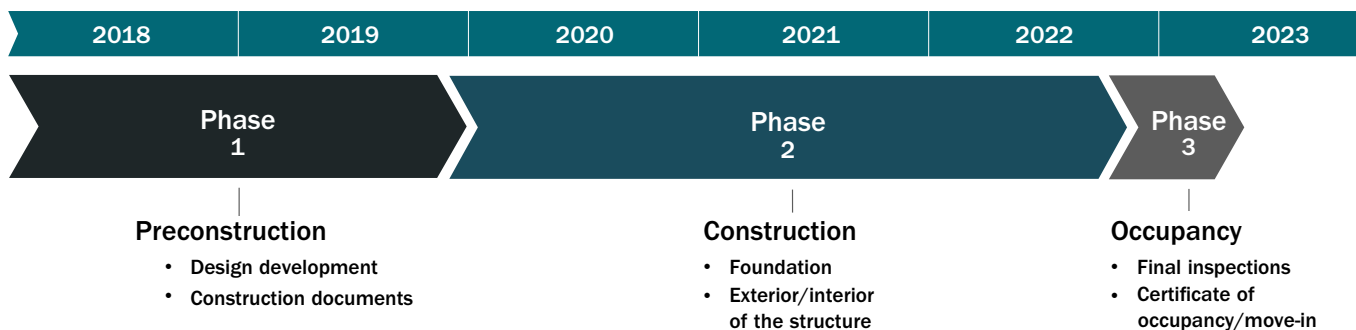 2018 2019 2020 2021 2022 2023
Phase
1
Phase
2
Phase
3
Preconstruction
• Design development
• Construction documents
Construction
• Foundation
• Exterior/interior
of the structure
Occupancy
• Final inspections
• Certificate of
occupancy/move-in